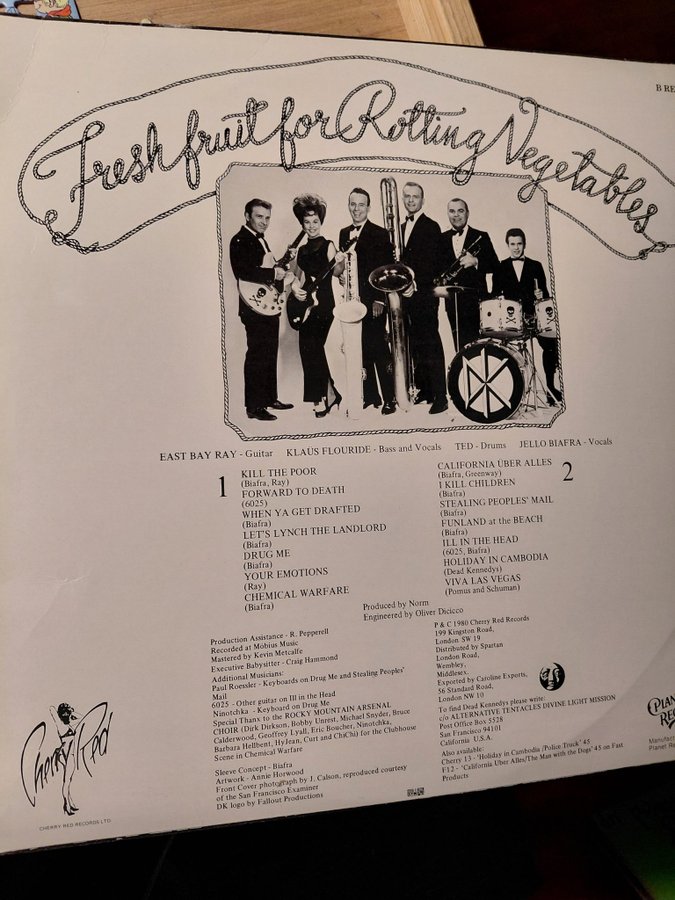 B RE
Fresh fruit for Rotting Vegetables
DK
EAST BAY RAY - Guitar KLAUS FLOURIDE - Bass and Vocals TED - Drums JELLO BIAFRA - Vocals
1
KILL THE POOR
(Biafra, Ray)
FORWARD TO DEATH
(6025)
WHEN YA GET DRAFTED
(Biafra)
LET'S LYNCH THE LANDLORD
(Biafra)
DRUG ME
(Biafra)
YOUR EMOTIONS
(Ray)
CHEMICAL WARFARE
(Biafra)
2
CALIFORNIA ÜBER ALLES
(Biafra, Greenway)
I KILL CHILDREN
(Biafra)
STEALING PEOPLES' MAIL
(Biafra)
FUNLAND at the BEACH
(Biafra)
ILL IN THE HEAD
(6025, Biafra)
HOLIDAY IN CAMBODIA
(Dead Kennedys)
VIVA LAS VEGAS
(Pomus and Schuman)
Produced by Norm
Engineered by Oliver Dicicco
Production Assistance - R. Pepperell
Recorded at Möbius Music
Mastered by Kevin Metcalfe
Executive Babysitter - Craig Hammond
Additional Musicians:
Paul Roessler - Keyboards on Drug Me and Stealing Peoples'
Mail
6025 - Other guitar on Ill in the Head
Ninotchka - Keyboard on Drug Me
Special Thanx to the ROCKY MOUNTAIN ARSENAL
CHOIR (Dirk Dirkson, Bobby Unrest, Michael Snyder, Bruce
Calderwood, Geoffrey Lyall, Eric Boucher, Ninotchka,
Barbara Hellbent, HyJean, Curt and ChiChi) for the Clubhouse
Scene in Chemical Warfare
Sleeve Concept - Biafra
Artwork - Annie Horwood
Front Cover photograph by J. Calson, reproduced courtesy
of the San Francisco Examiner
DK logo by Fallout Productions
P & C 1980 Cherry Red Records
199 Kingston Road,
London SW 19
Distributed by Spartan
London Road,
Wembley,
Middlesex.
Exported by Caroline Exports,
56 Standard Road,
London NW 10
To find Dead Kennedys please write:
c/o ALTERNATIVE TENTACLES DIVINE LIGHT MISSION
Post Office Box 5528
San Francisco 94101
California U.S.A.
Also available:
Cherry 13 - 'Holiday in Cambodia /Police Truck' 45
F12 - 'California Uber Alles/The Man with the Dogs' 45 on Fast
Products
Cherry Red
CHERRY RED RECORDS LTD
PLAN
RE
Manufact
Planet Re